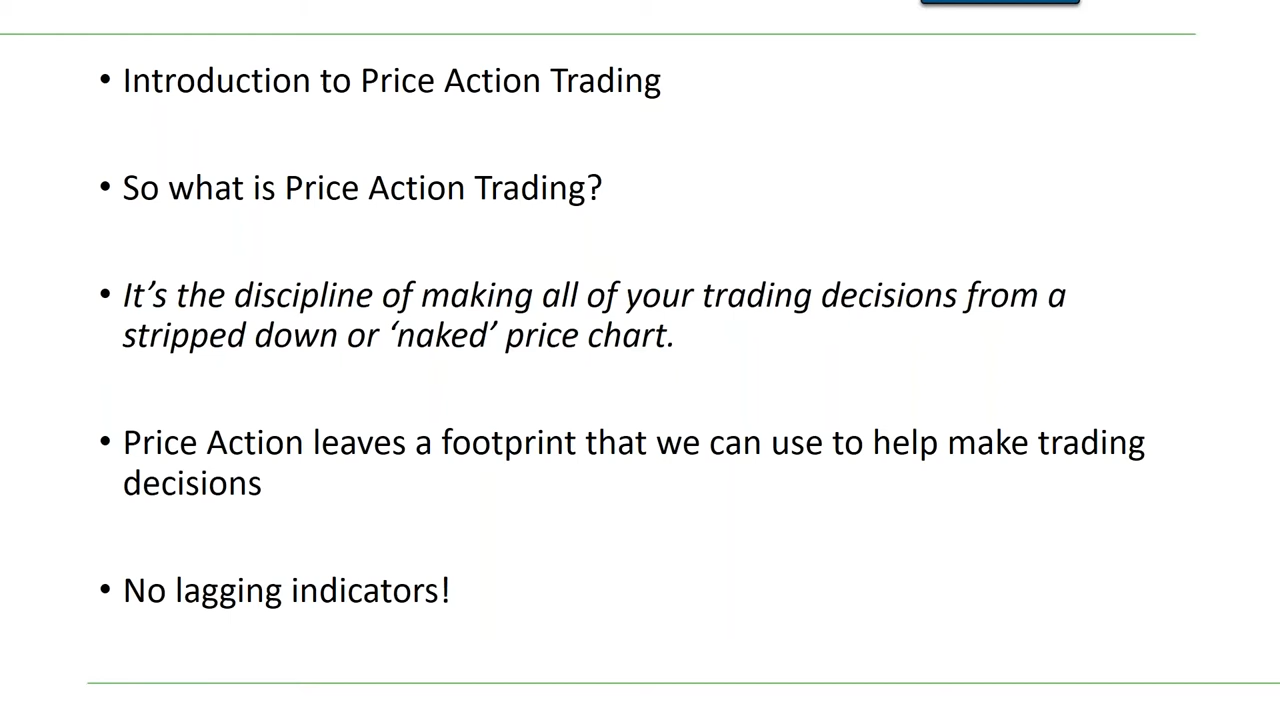 • Introduction to Price Action Trading
• So what is Price Action Trading?
• It’s the discipline of making all of your trading decisions from a
stripped down or ‘naked’ price chart.
• Price Action leaves a footprint that we can use to help make trading
decisions
• No lagging indicators!